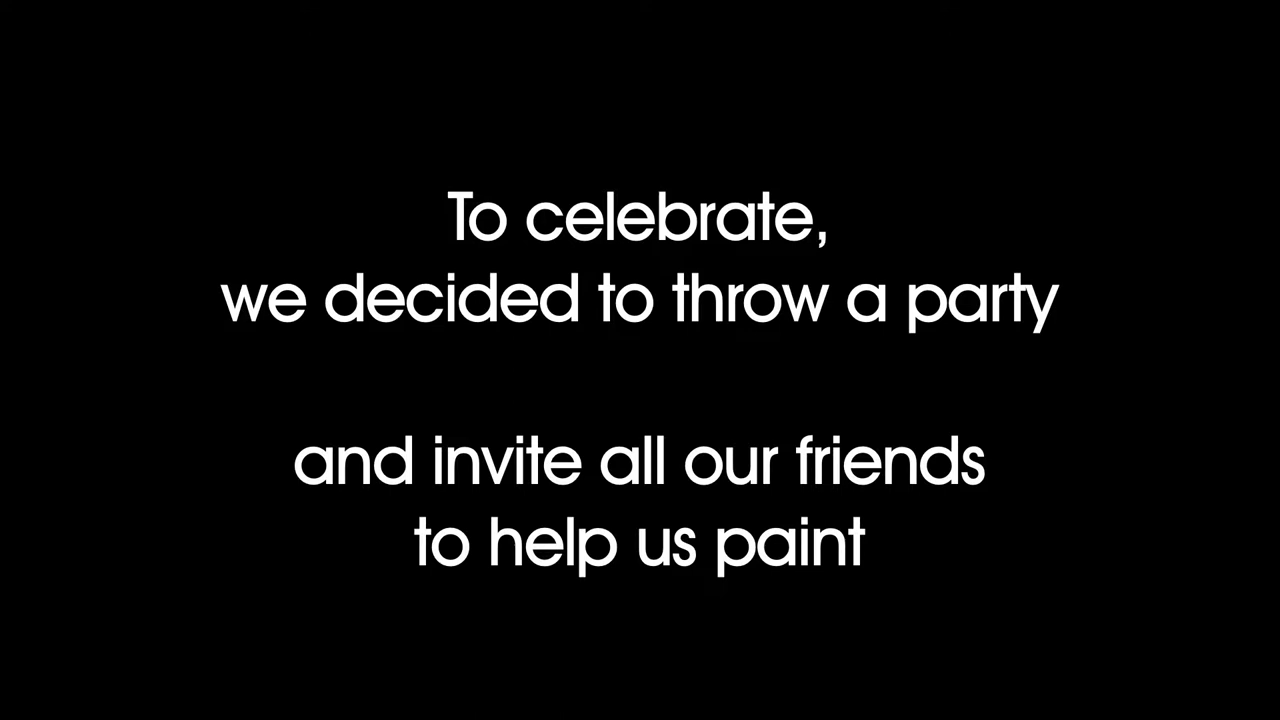 To celebrate,
we decided to throw a party
and invite all our friends
to help us paint